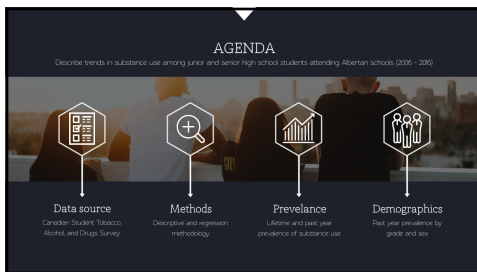 AGENDA
Describe trends in substance use among junior and senior high school students attending Albertan schools (2006 - 2016)
Data source
Canadian Student Tobacco,
Alcohol, and Drugs Survey
Methods
Descriptive and regression
methodology
Prevelance
Lifetime and past year
prevalence of substance use
Demographics
Past year prevalence by
grade and sex